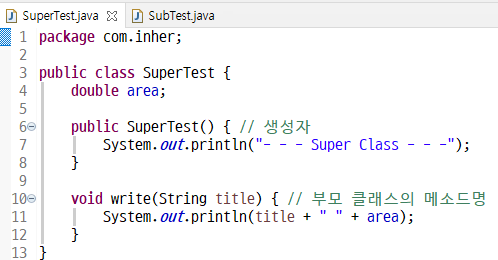 SuperTest.java SubTest.java
1 package com.inher;
2
3 public class SuperTest {
4 double area;
5
6 public SuperTest() { // 생성자
7 System.out.println("- - - Super Class - - -");
8 }
9
10 void write(String title) { // 부모 클래스의 메소드명
11 System.out.println(title + " " + area);
12 }
13 }